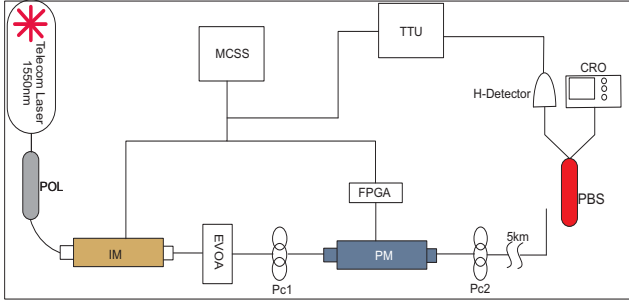 Telecom Laser
1550nm
MCSS
TTU
CRO
H-Detector
POL
FPGA
PBS
IM
EVOA
Pc1
PM
Pc2
5km